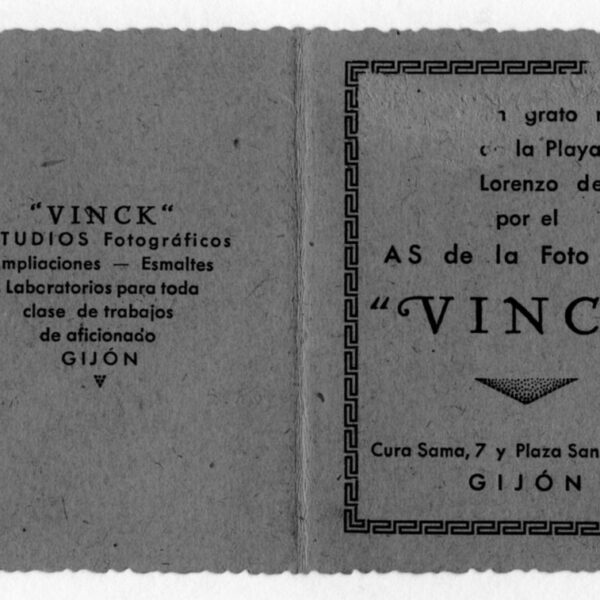 "VINCK"
TUDIOS Fotográficos
mpliaciones — Esmaltes
Laboratorios para toda
clase de trabajos
de aficionado
GIJÓN
n grato
la Playa
Lorenzo de
por el
AS de la Foto
"VINC
Cura Sama, 7 y Plaza San
GIJÓN